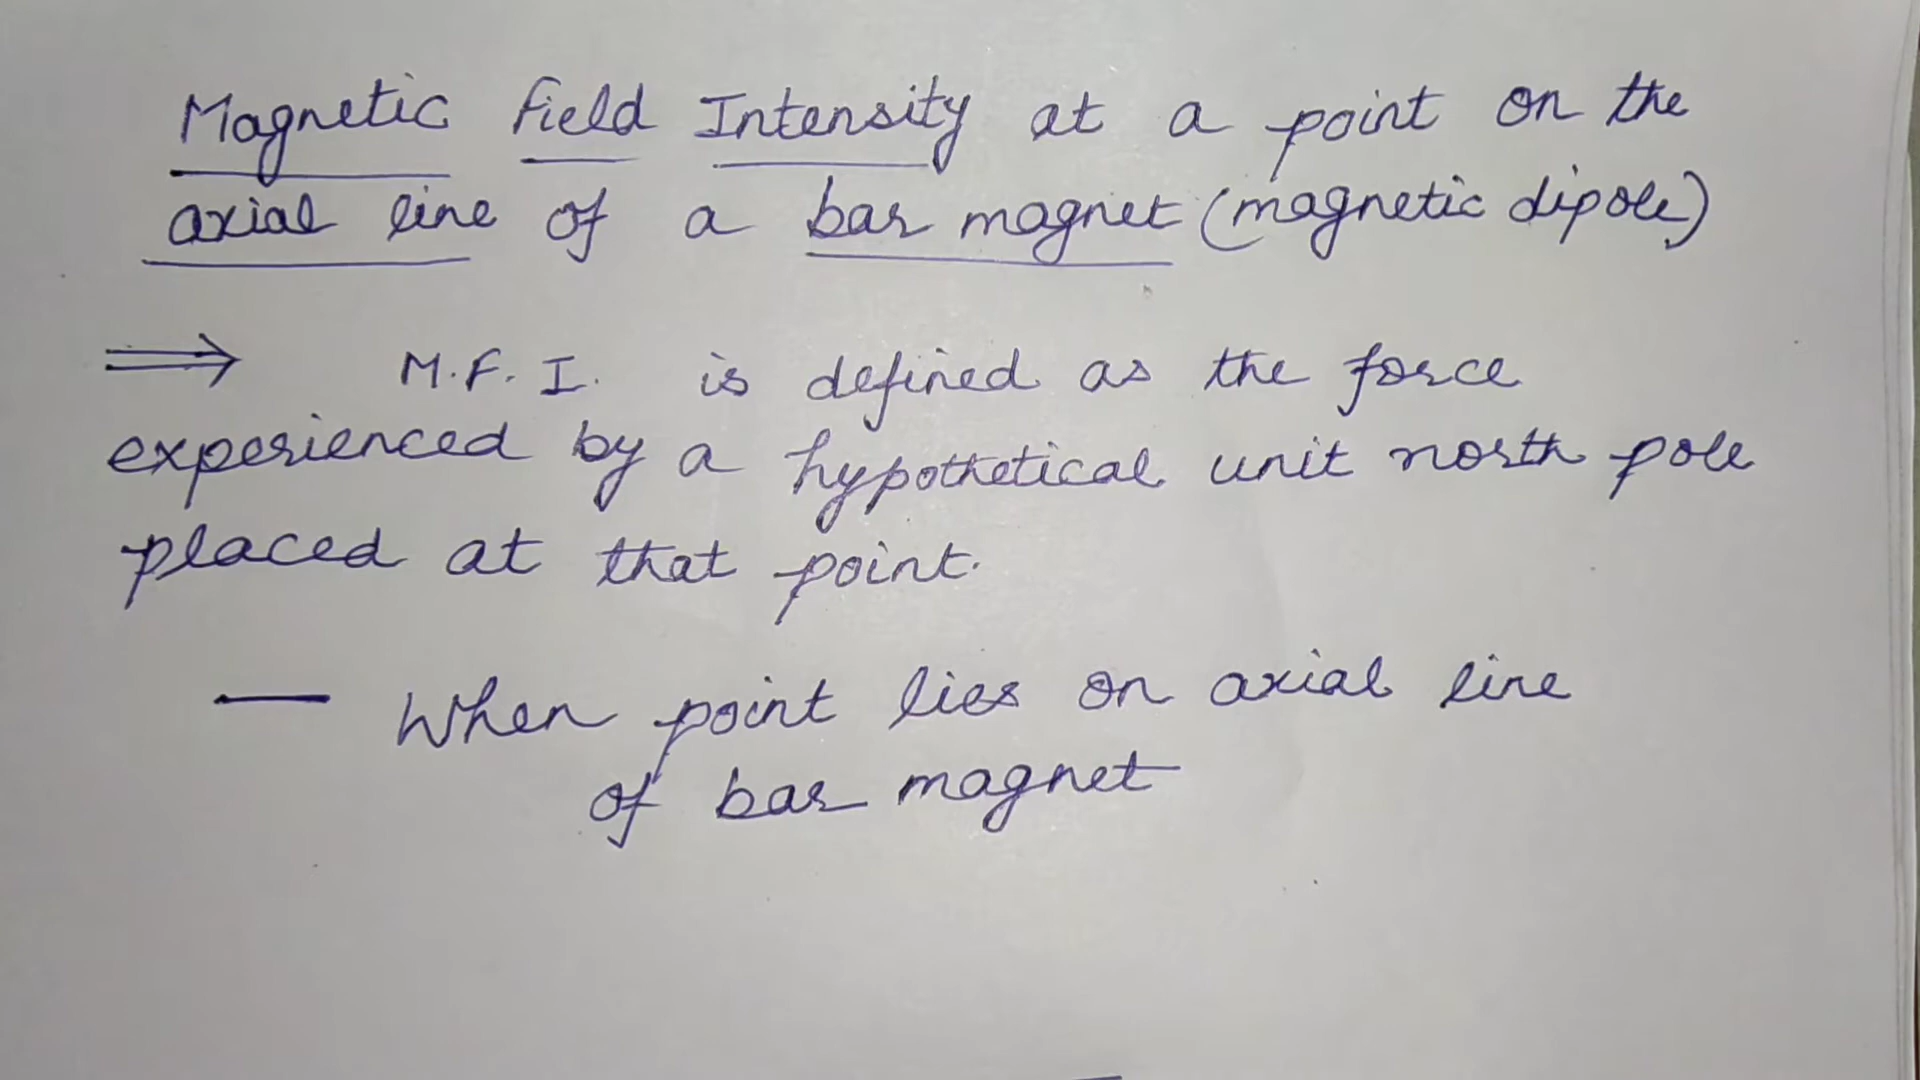 Magnetic field Intensity at a point on the
axial line of a bar magnet (magnetic dipole)
⟹ M.F.I. is defined as the force
experienced by a hypothetical unit north pole
placed at that point.
— When point lies on axial line
of bar magnet